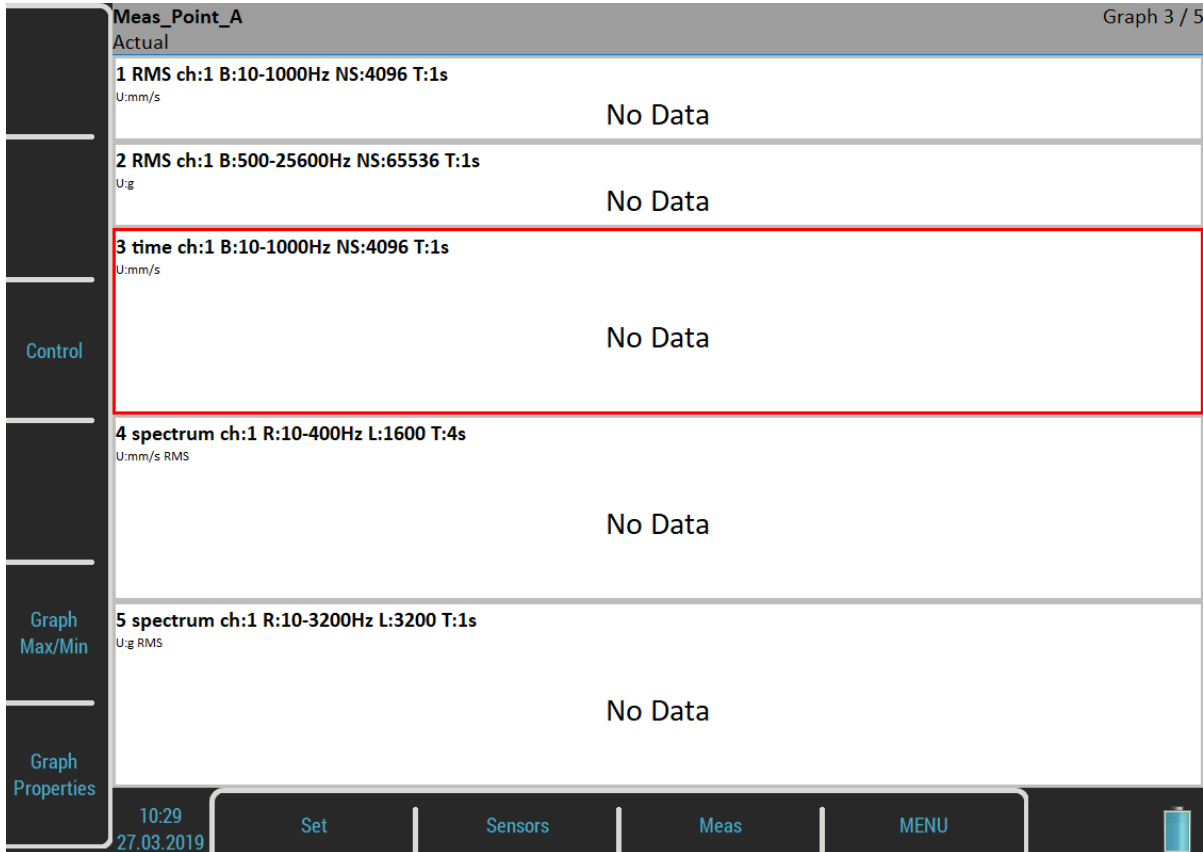 Meas_Point_A
Graph 3 / 5
Actual
1 RMS ch:1 B:10-1000Hz NS:4096 T:1s
U:mm/s
No Data
2 RMS ch:1 B:500-25600Hz NS:65536 T:1s
U:g
No Data
3 time ch:1 B:10-1000Hz NS:4096 T:1s
U:mm/s
No Data
Control
4 spectrum ch:1 R:10-400Hz L:1600 T:4s
U:mm/s RMS
No Data
Graph
Max/Min
5 spectrum ch:1 R:10-3200Hz L:3200 T:1s
U:g RMS
No Data
Graph
Properties
10:29
27.03.2019
Set
Sensors
Meas
MENU